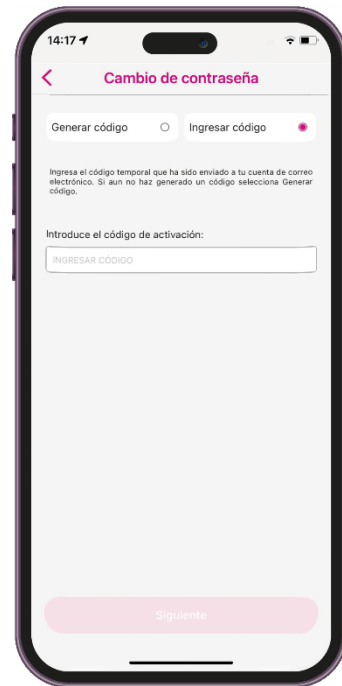 14:17
Cambio de contraseña
Generar código
Ingresar código
Ingresa el código temporal que ha sido enviado a tu cuenta de correo
electrónico. Si aun no haz generado un código selecciona Generar
código.
Introduce el código de activación:
INGRESAR CÓDIGO
Siguiente